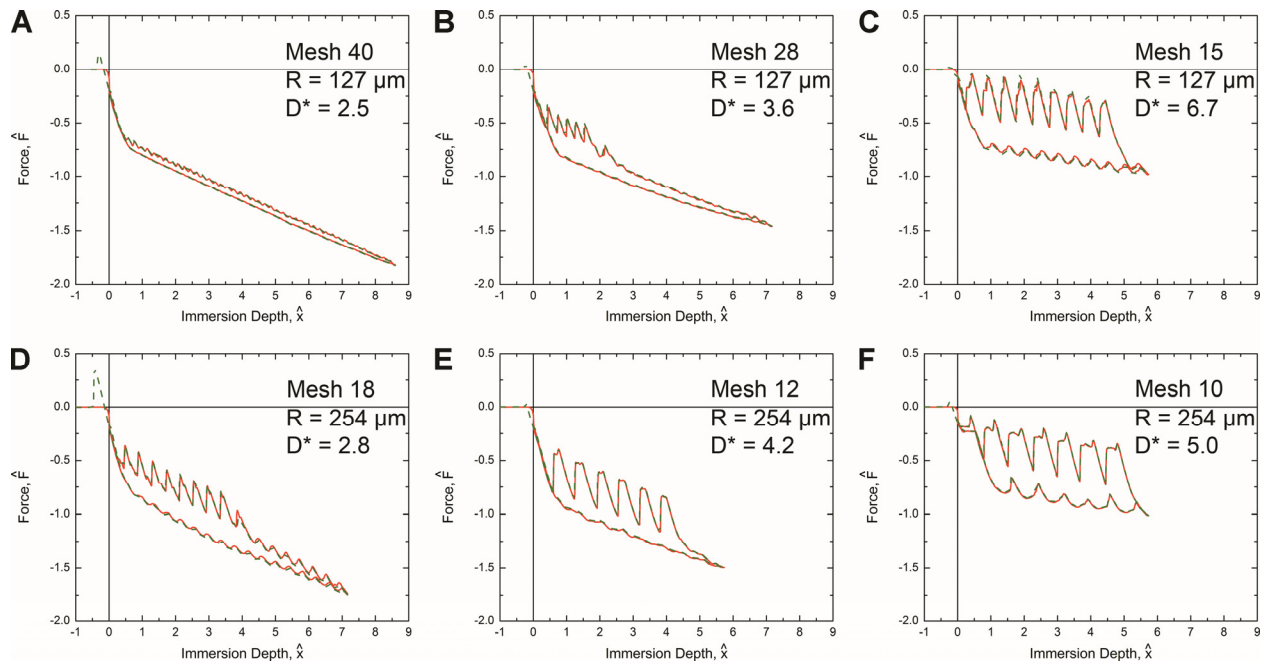 A
Mesh 40
R = 127 µm
D* = 2.5
Force, F̂
0.5
0.0
-0.5
-1.0
-1.5
-2.0
-1 0 1 2 3 4 5 6 7 8 9
Immersion Depth, x̂
B
Mesh 28
R = 127 µm
D* = 3.6
Force, F̂
0.5
0.0
-0.5
-1.0
-1.5
-2.0
-1 0 1 2 3 4 5 6 7 8 9
Immersion Depth, x̂
C
Mesh 15
R = 127 µm
D* = 6.7
Force, F̂
0.5
0.0
-0.5
-1.0
-1.5
-2.0
-1 0 1 2 3 4 5 6 7 8 9
Immersion Depth, x̂
D
Mesh 18
R = 254 µm
D* = 2.8
Force, F̂
0.5
0.0
-0.5
-1.0
-1.5
-2.0
-1 0 1 2 3 4 5 6 7 8 9
Immersion Depth, x̂
E
Mesh 12
R = 254 µm
D* = 4.2
Force, F̂
0.5
0.0
-0.5
-1.0
-1.5
-2.0
-1 0 1 2 3 4 5 6 7 8 9
Immersion Depth, x̂
F
Mesh 10
R = 254 µm
D* = 5.0
Force, F̂
0.5
0.0
-0.5
-1.0
-1.5
-2.0
-1 0 1 2 3 4 5 6 7 8 9
Immersion Depth, x̂